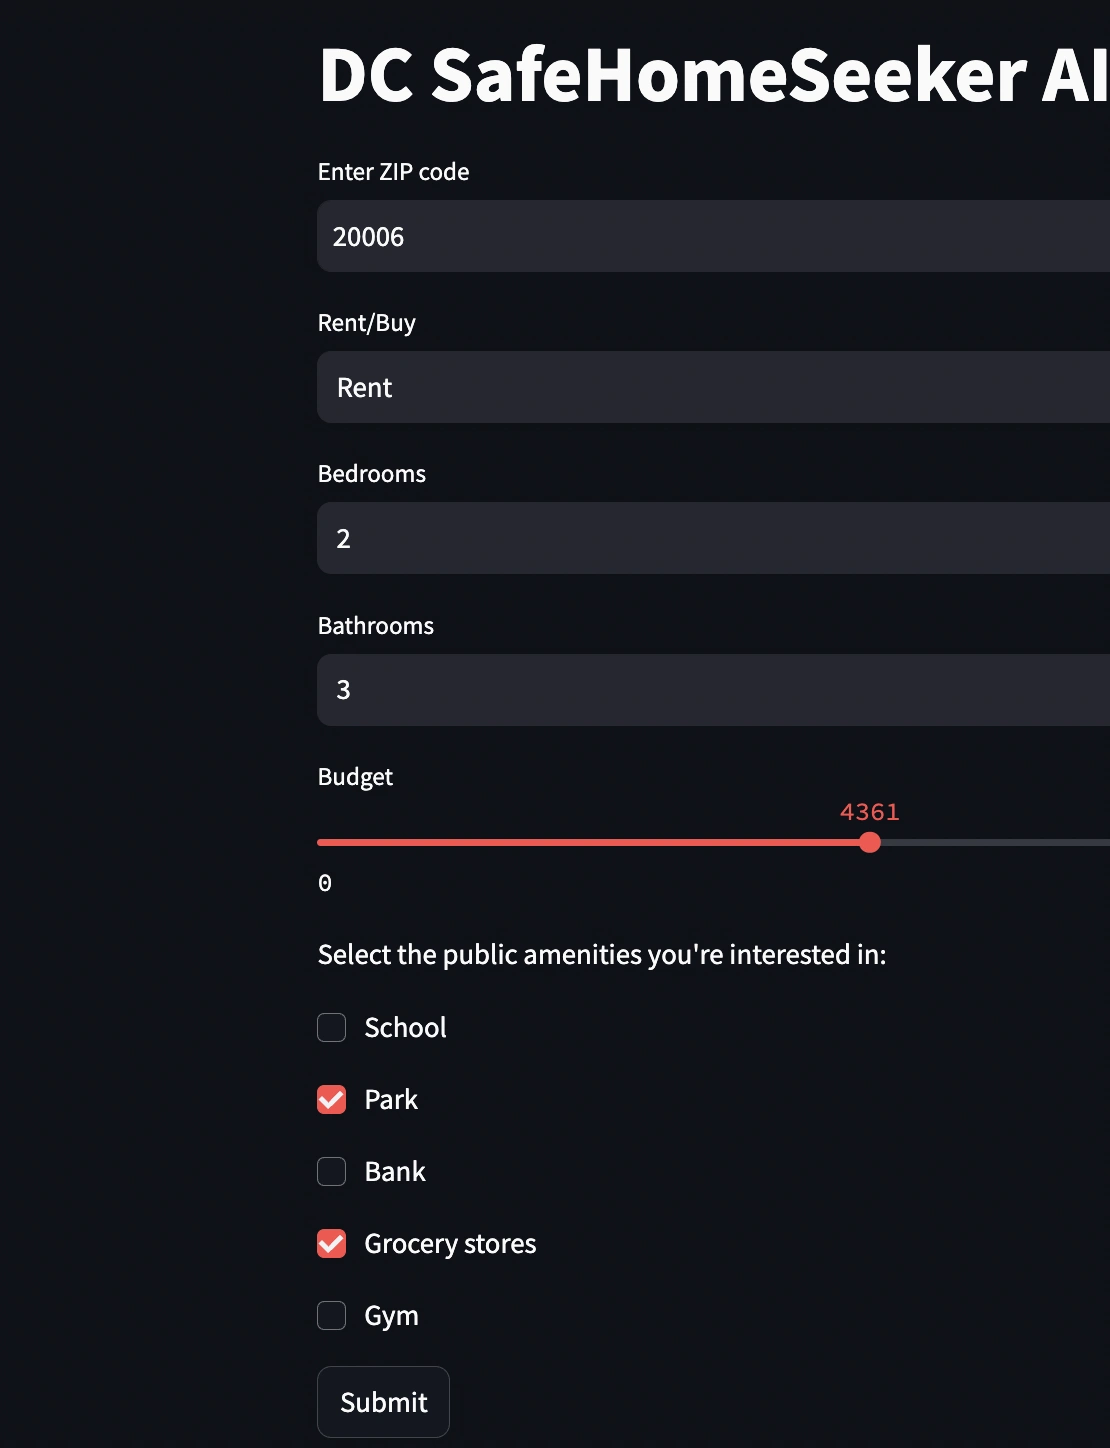 DC SafeHomeSeeker AI
Enter ZIP code
20006
Rent/Buy
Rent
Bedrooms
2
Bathrooms
3
Budget
4361
0
Select the public amenities you're interested in:
School
Park
Bank
Grocery stores
Gym
Submit